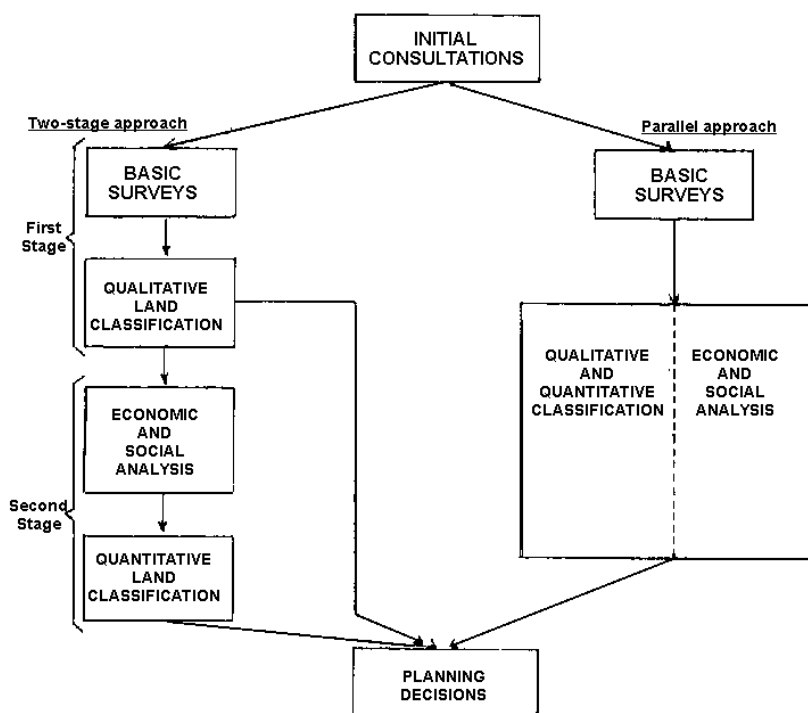 INITIAL
CONSULTATIONS
Two-stage approach
Parallel approach
First
Stage
BASIC
SURVEYS
BASIC
SURVEYS
QUALITATIVE
LAND
CLASSIFICATION
QUALITATIVE
AND
QUANTITATIVE
CLASSIFICATION
ECONOMIC
AND
SOCIAL
ANALYSIS
Second
Stage
ECONOMIC
AND
SOCIAL
ANALYSIS
QUANTITATIVE
LAND
CLASSIFICATION
PLANNING
DECISIONS